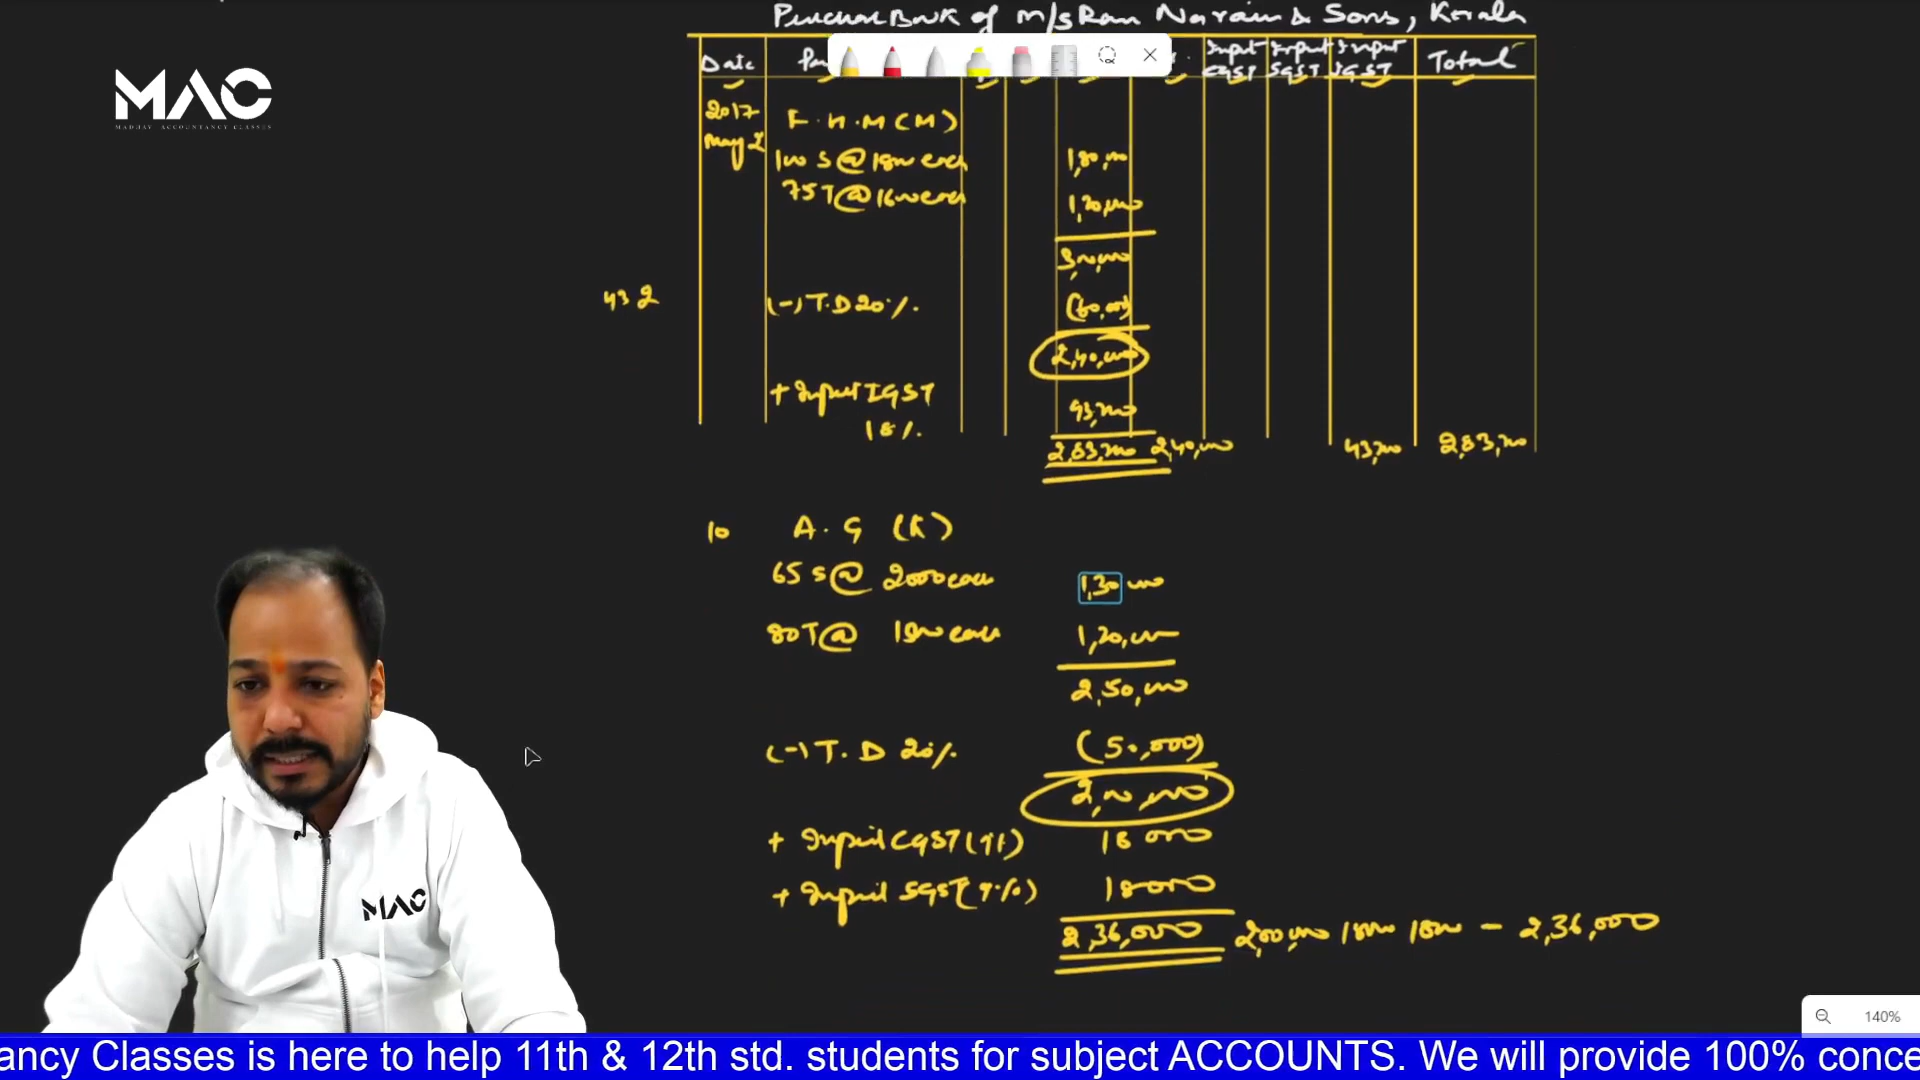 Purchase Book of M/s Ram Narain & Sons, Kerala
MAC
MADHAV ACCOUNTANCY CLASSES
Date Input CGST Input SGST Input IGST Total
2017
May 2 F.H.M (M)
100 S @ 1800 each 1,80,000
75 T @ 1600 each 1,20,000
3,00,000
432 (-) T.D 20% (60,000)
2,40,000
+ Input IGST 43,200
18%
2,83,200 2,40,000 43,200 2,83,200
10 A.G (K)
65 S @ 2000 each 1,30,000
80 T @ 1500 each 1,20,000
2,50,000
(-) T.D 20% (50,000)
2,00,000
+ Input CGST (9%) 18000
+ Input SGST (9%) 18000
2,36,000 200,000 18000 18000 - 2,36,000
MAC
140%
ancy Classes is here to help 11th & 12th std. students for subject ACCOUNTS. We will provide 100% conce